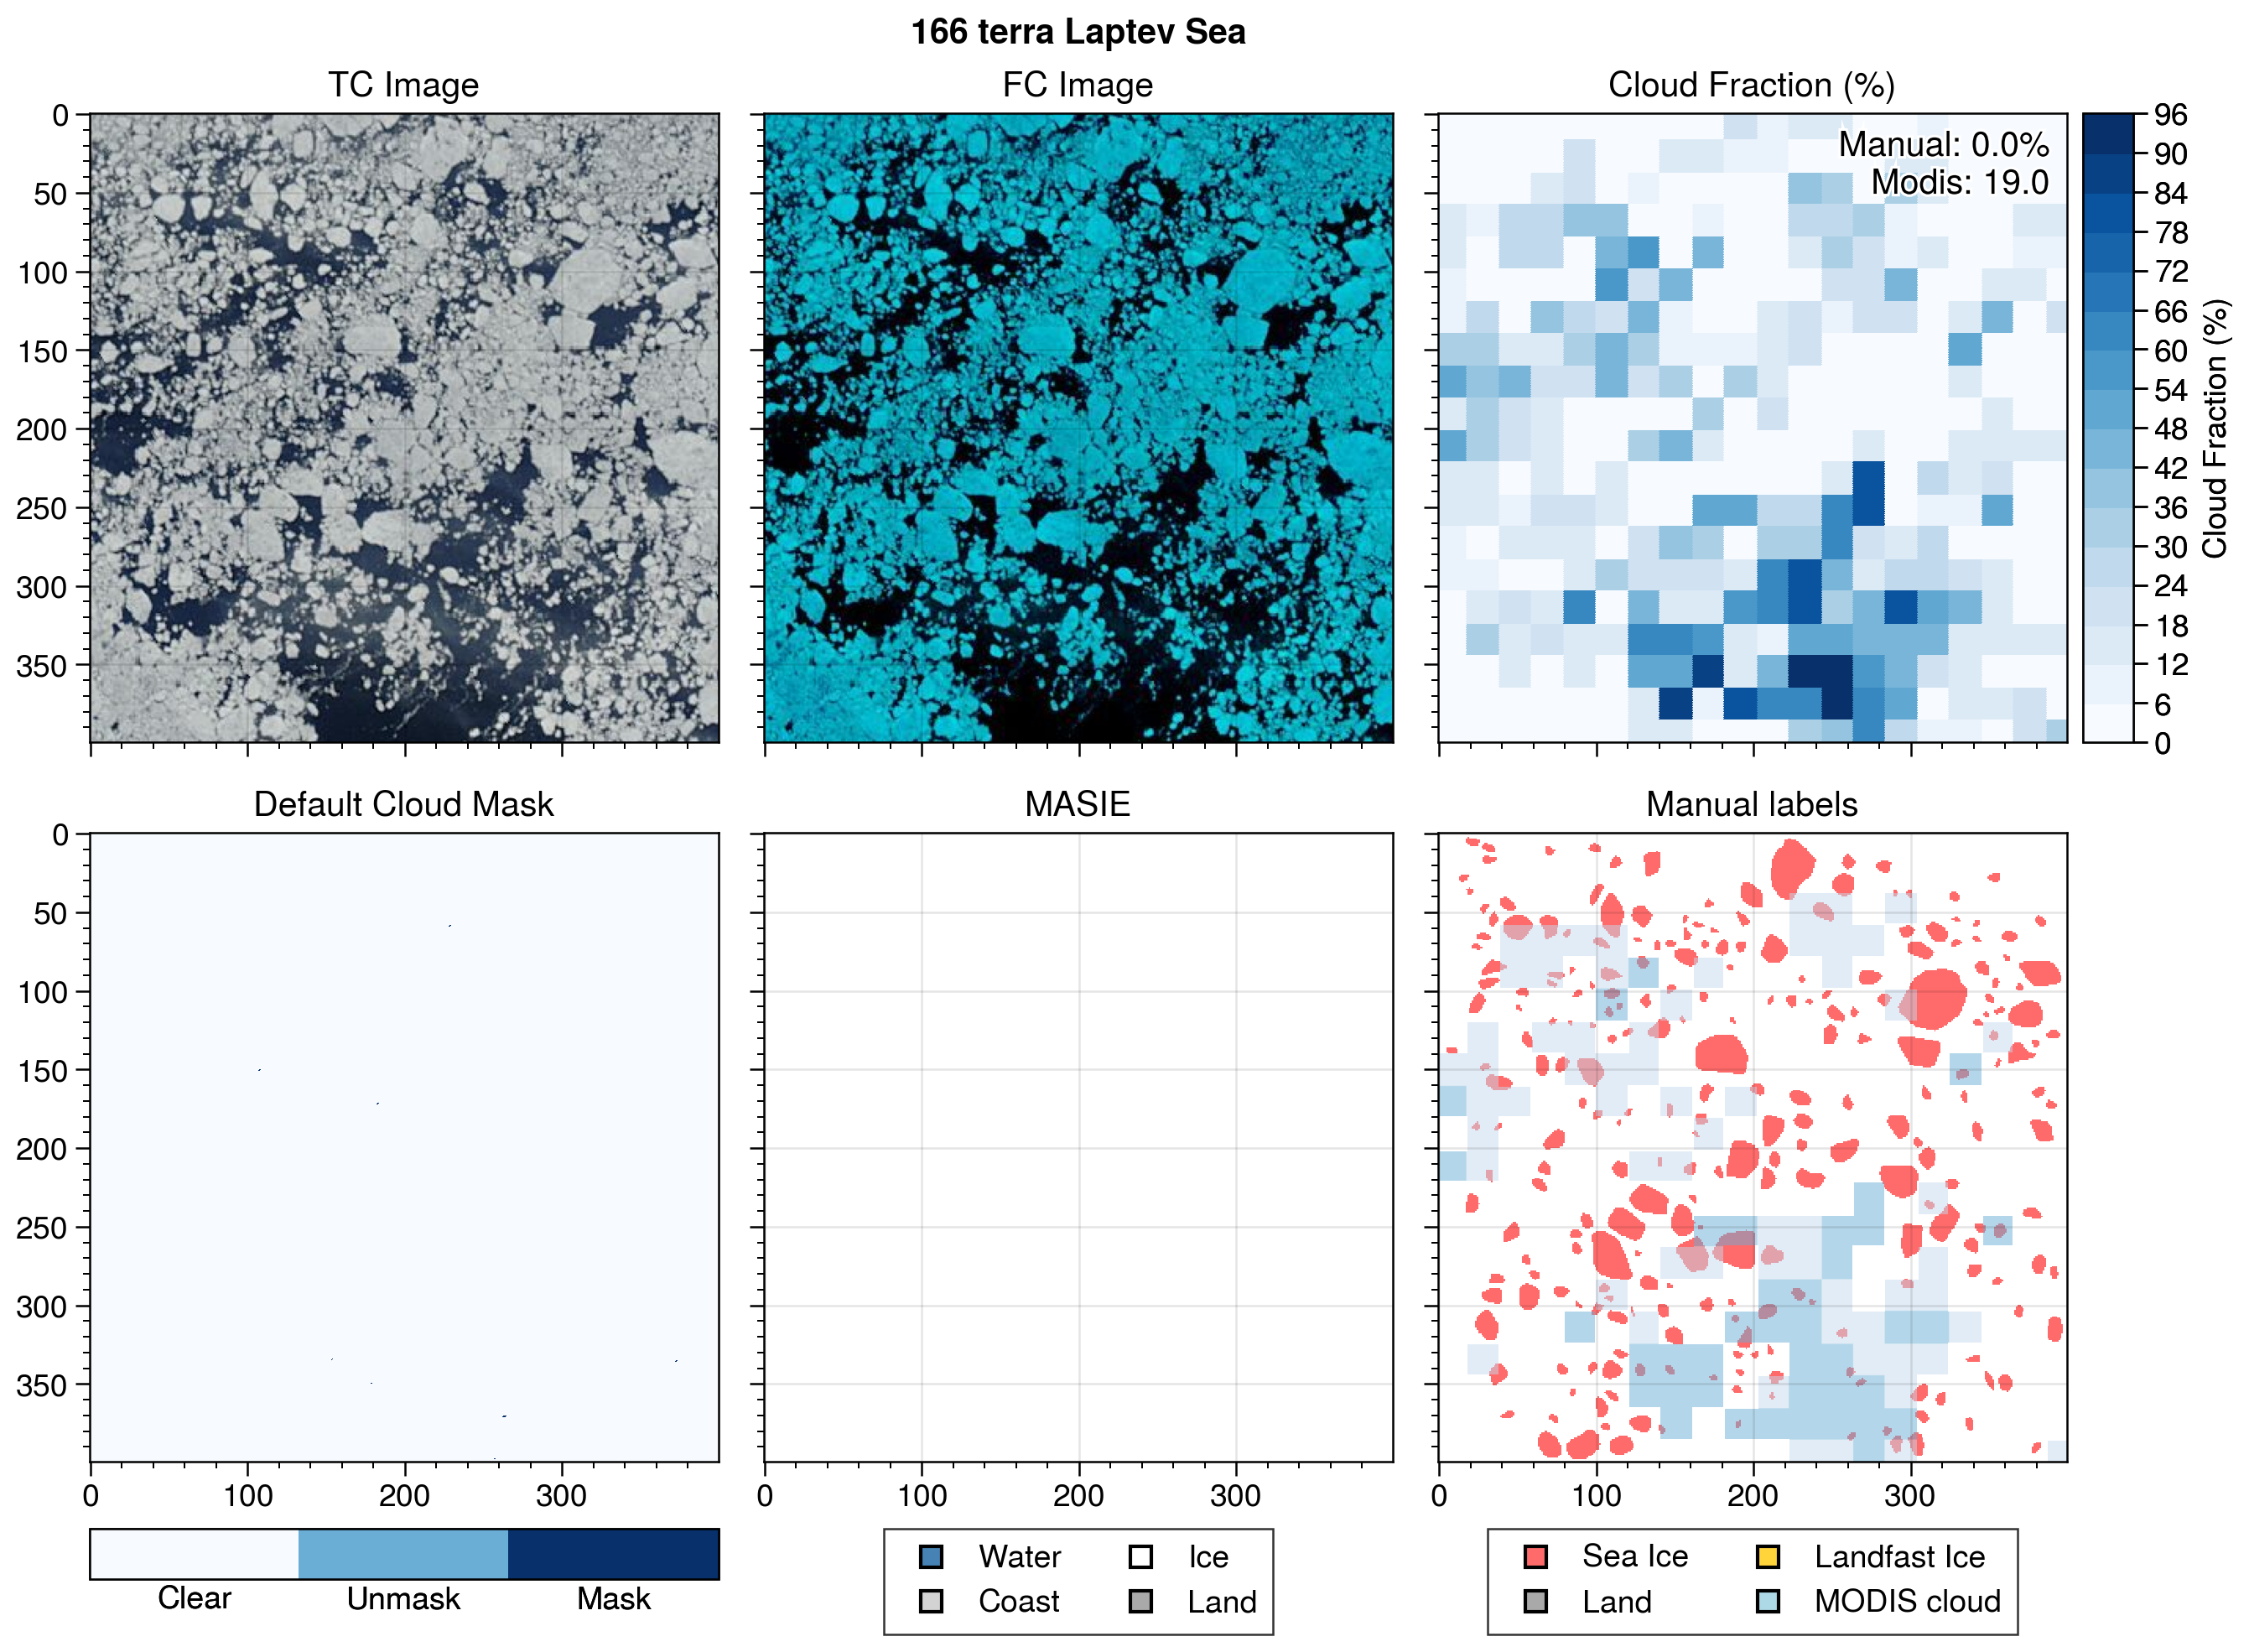 166 terra Laptev Sea
TC Image
FC Image
Cloud Fraction (%)
0
50
100
150
200
250
300
350
Manual: 0.0%
Modis: 19.0
96
90
84
78
72
66
60
54
48
42
36
30
24
18
12
6
0
Cloud Fraction (%)
Default Cloud Mask
MASIE
Manual labels
0
50
100
150
200
250
300
350
0 100 200 300
0 100 200 300
0 100 200 300
Clear Unmask Mask
Water Ice
Coast Land
Sea Ice Landfast Ice
Land MODIS cloud